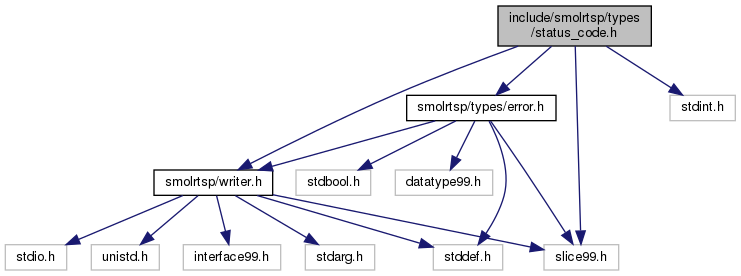 include/smolrtsp/types
/status_code.h
smolrtsp/types/error.h
stdint.h
smolrtsp/writer.h
stdbool.h
datatype99.h
stdio.h
unistd.h
interface99.h
stdarg.h
stddef.h
slice99.h